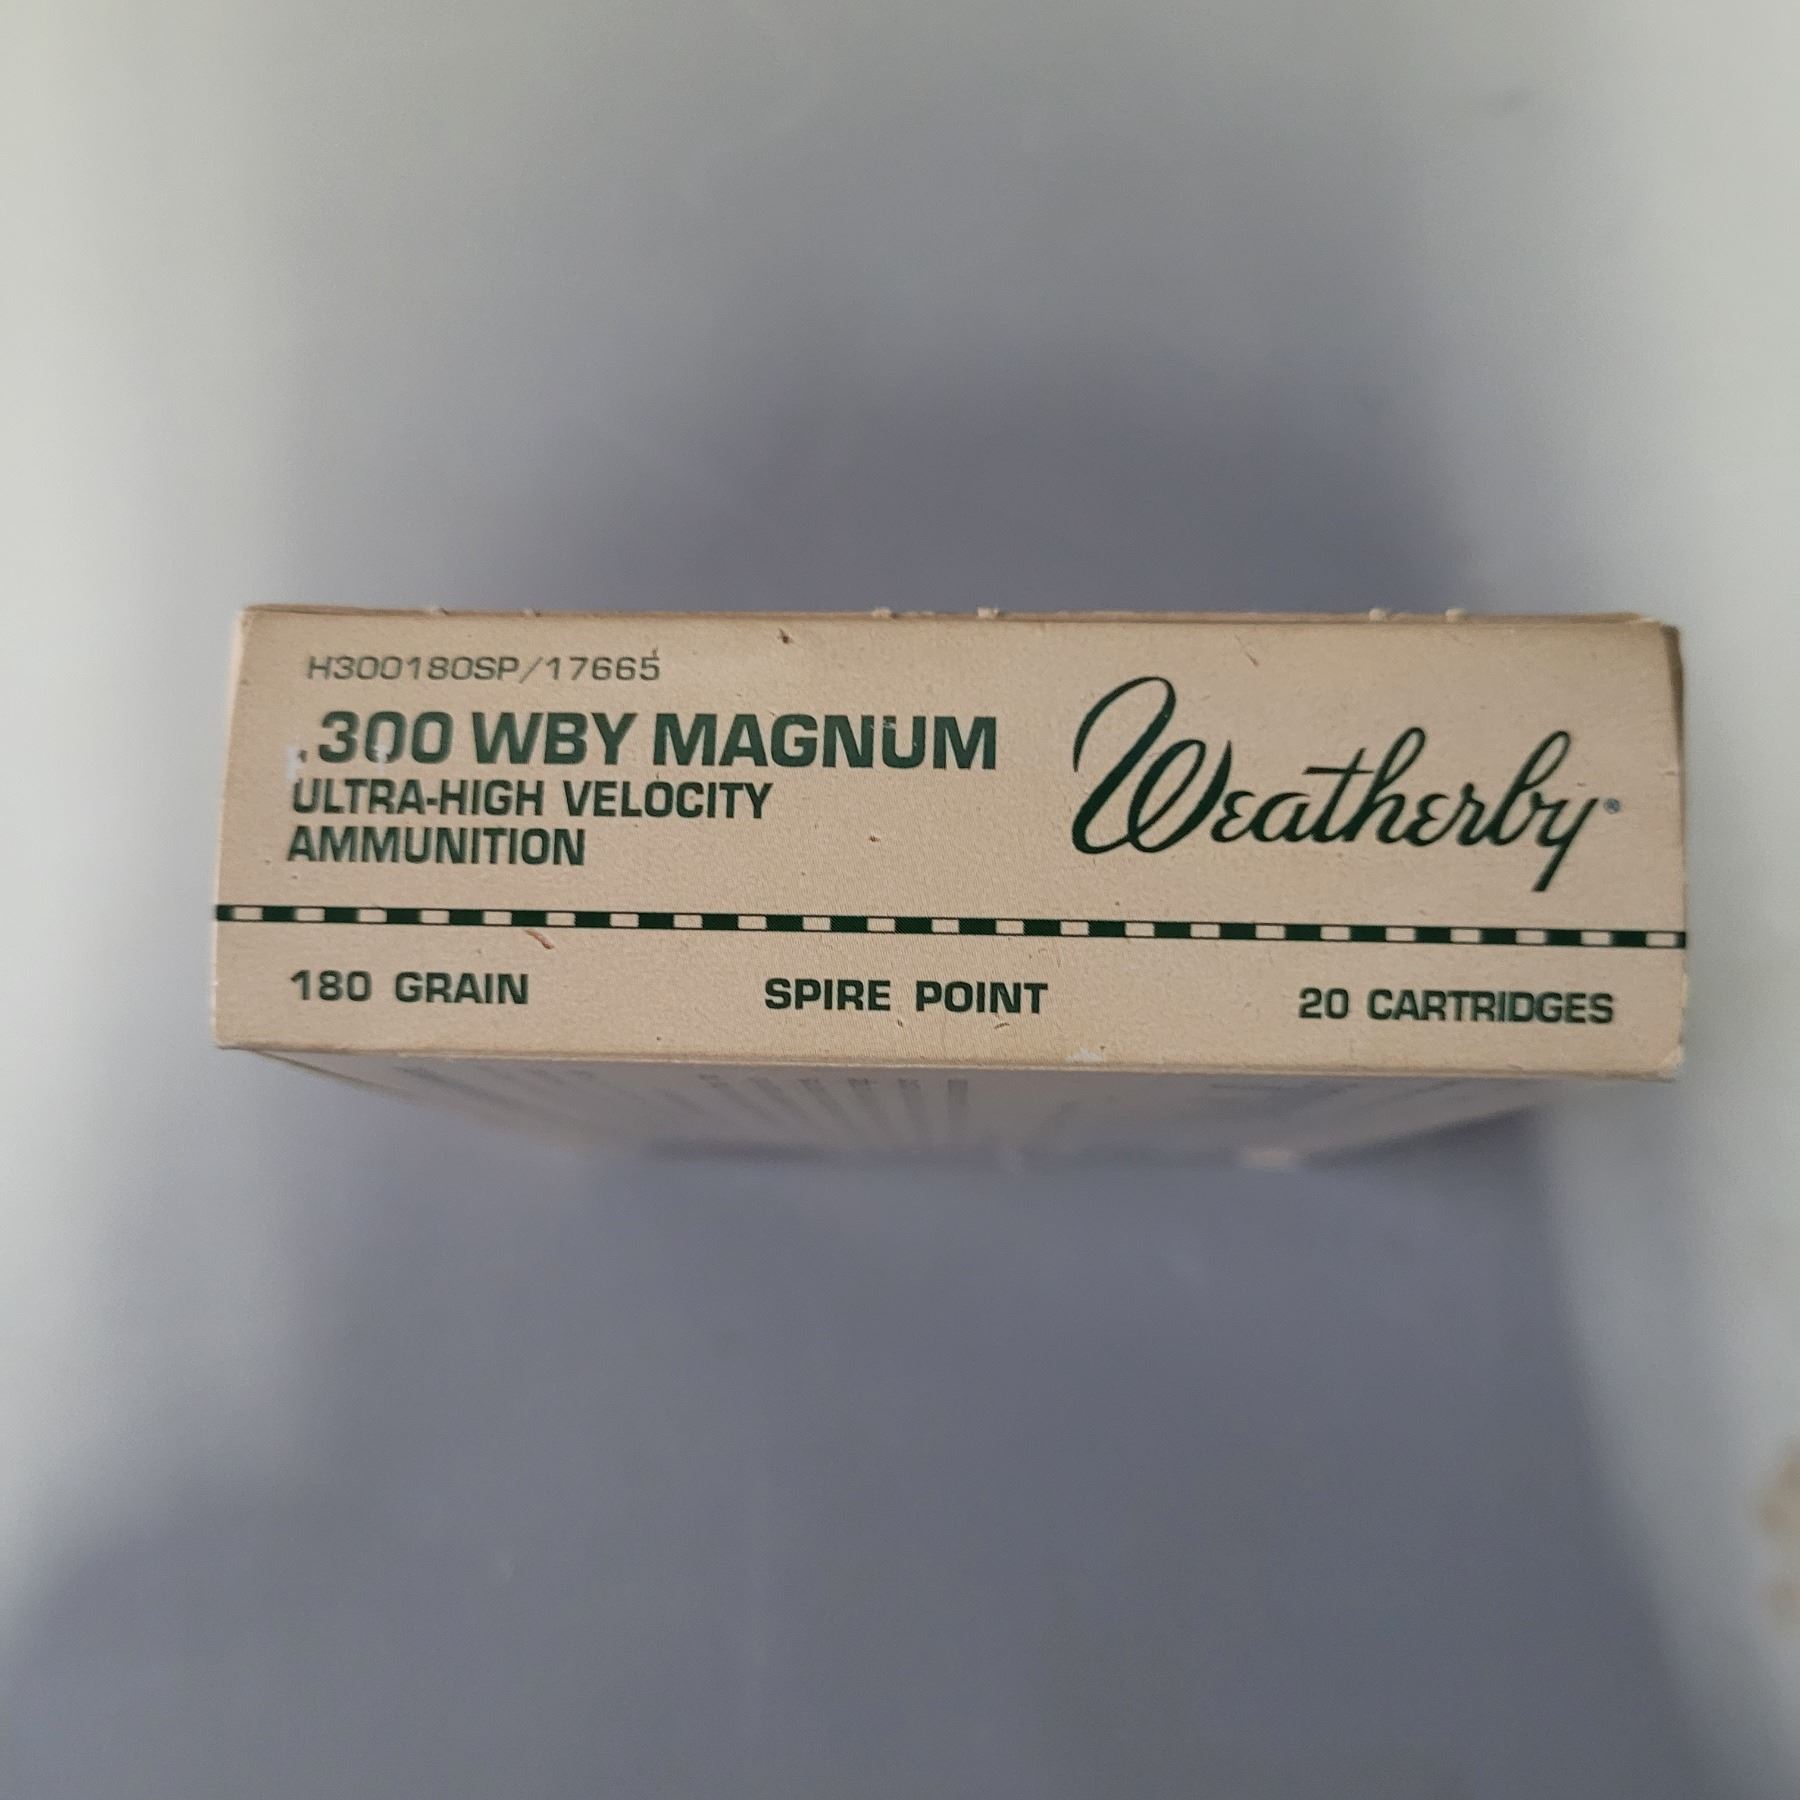 H300180SP/17665
.300 WBY MAGNUM
ULTRA-HIGH VELOCITY
AMMUNITION
Weatherby®
180 GRAIN SPIRE POINT 20 CARTRIDGES